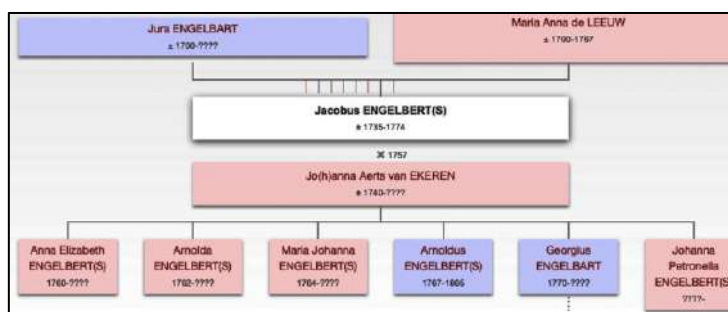 Jura ENGELBART
± 1700-????
Maria Anna de LEEUW
± 1700-1767
Jacobus ENGELBERT(S)
± 1735-1774
⚭ 1757
Jo(h)anna Aerts van EKEREN
± 1740-????
Anna Elizabeth
ENGELBERT(S)
1760-????
Arnolda
ENGELBERT(S)
1762-????
Maria Johanna
ENGELBERT(S)
1764-????
Arnoldus
ENGELBERT(S)
Georgius
ENGELBART
1770-????
Johanna
Petronella
ENGELBERT(S)
????-